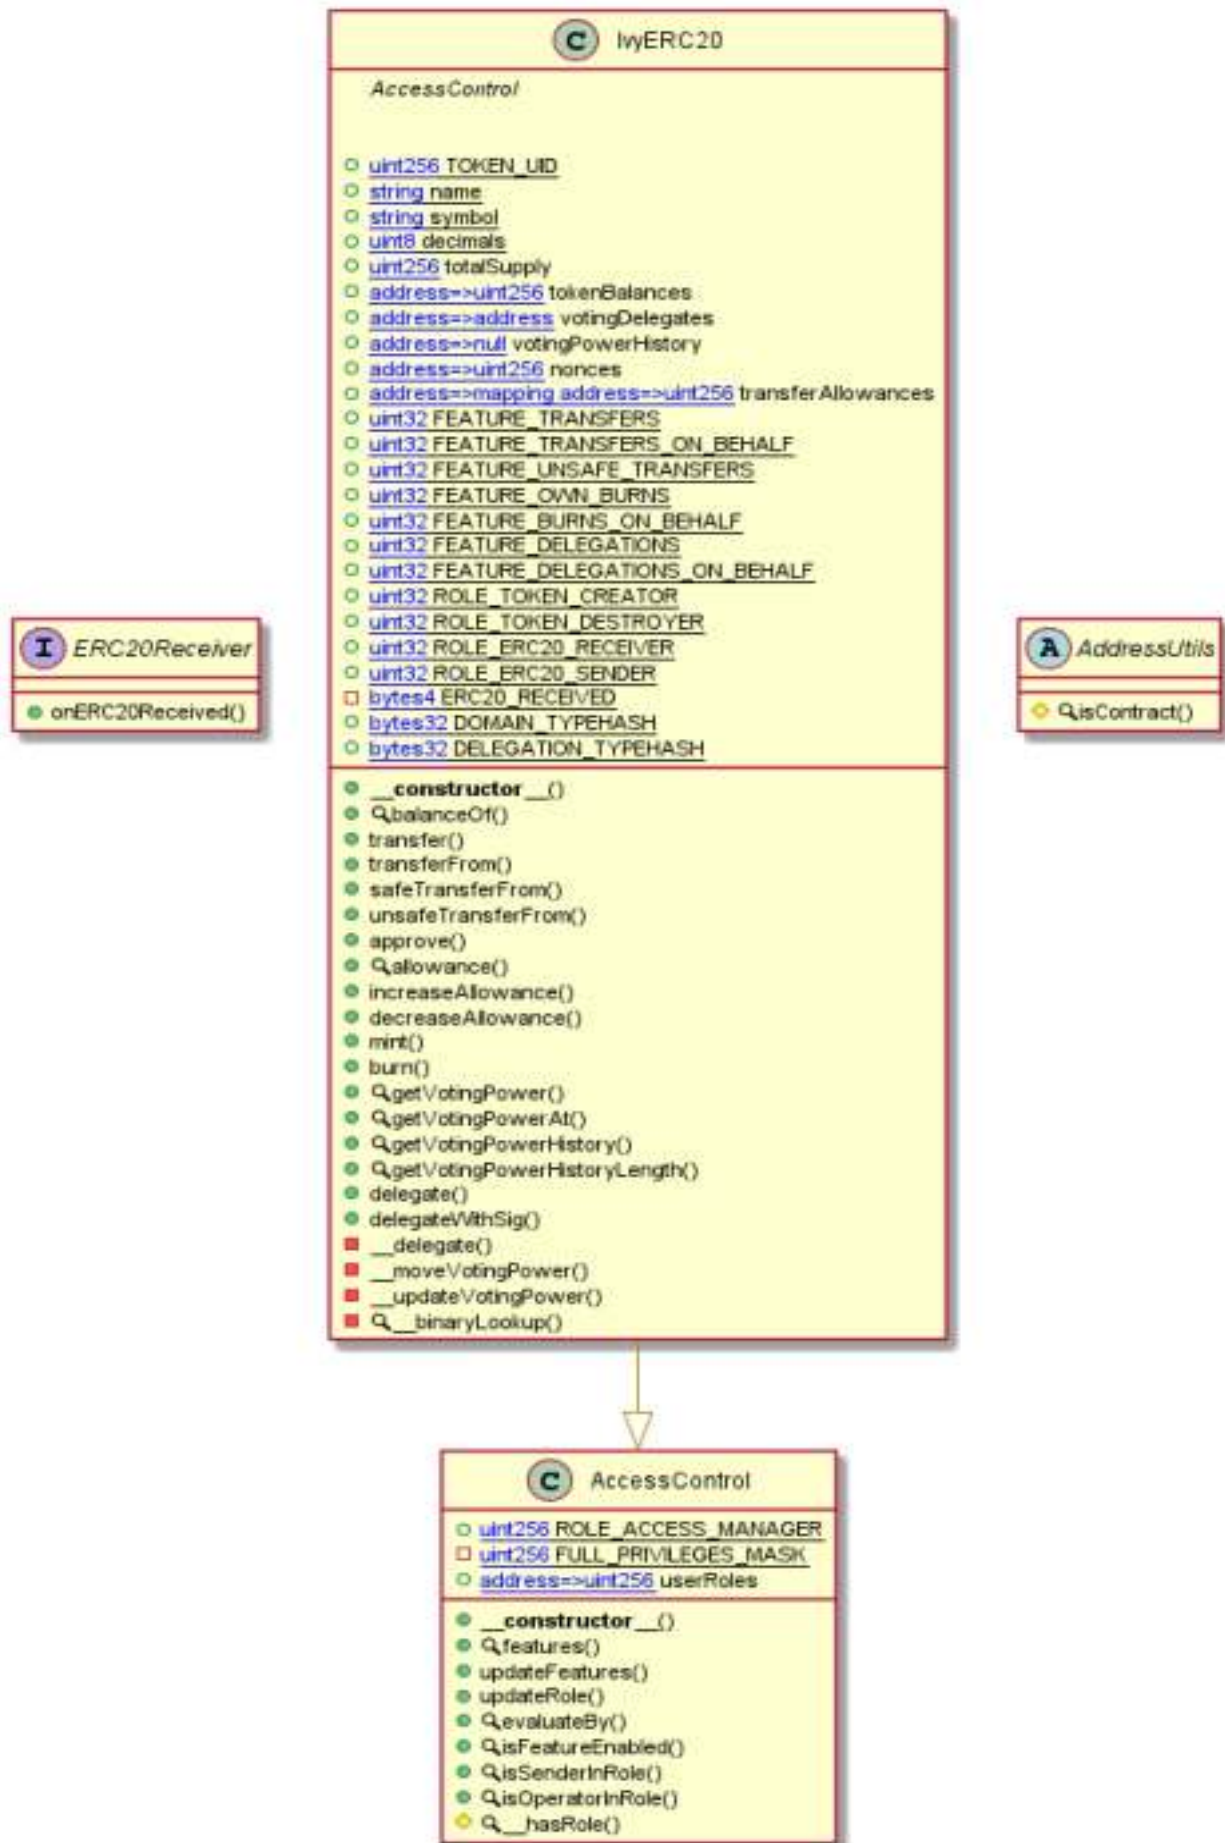 C IvyERC20
AccessControl
uint256 TOKEN_UID
string name
string symbol
uint8 decimals
uint256 totalSupply
address=>uint256 tokenBalances
address=>address votingDelegates
address=>null votingPowerHistory
address=>uint256 nonces
address=>mapping address=>uint256 transferAllowances
uint32 FEATURE_TRANSFERS
uint32 FEATURE_TRANSFERS_ON_BEHALF
uint32 FEATURE_UNSAFE_TRANSFERS
uint32 FEATURE_OWN_BURNS
uint32 FEATURE_BURNS_ON_BEHALF
uint32 FEATURE_DELEGATIONS
uint32 FEATURE_DELEGATIONS_ON_BEHALF
uint32 ROLE_TOKEN_CREATOR
uint32 ROLE_TOKEN_DESTROYER
uint32 ROLE_ERC20_RECEIVER
uint32 ROLE_ERC20_SENDER
bytes4 ERC20_RECEIVED
bytes32 DOMAIN_TYPEHASH
bytes32 DELEGATION_TYPEHASH
__constructor__()
balanceOf()
transfer()
transferFrom()
safeTransferFrom()
unsafeTransferFrom()
approve()
allowance()
increaseAllowance()
decreaseAllowance()
mint()
burn()
getVotingPower()
getVotingPowerAt()
getVotingPowerHistory()
getVotingPowerHistoryLength()
delegate()
delegateWithSig()
__delegate()
__moveVotingPower()
__updateVotingPower()
__binaryLookup()
I ERC20Receiver
onERC20Received()
A AddressUtils
isContract()
C AccessControl
uint256 ROLE_ACCESS_MANAGER
uint256 FULL_PRIVILEGES_MASK
address=>uint256 userRoles
__constructor__()
features()
updateFeatures()
updateRole()
evaluateBy()
isFeatureEnabled()
isSenderInRole()
isOperatorInRole()
__hasRole()